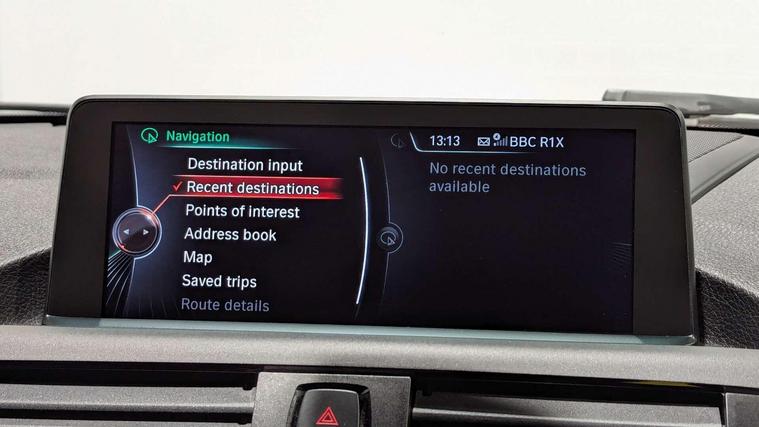 Navigation
Destination input
Recent destinations
Points of interest
Address book
Map
Saved trips
Route details
13:13 BBC R1X
No recent destinations
available